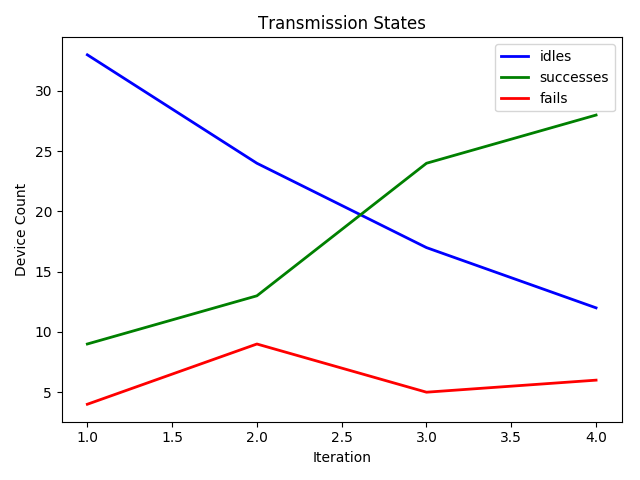 Transmission States
idles
successes
fails
Device Count
30
25
20
15
10
5
1.0 1.5 2.0 2.5 3.0 3.5 4.0
Iteration